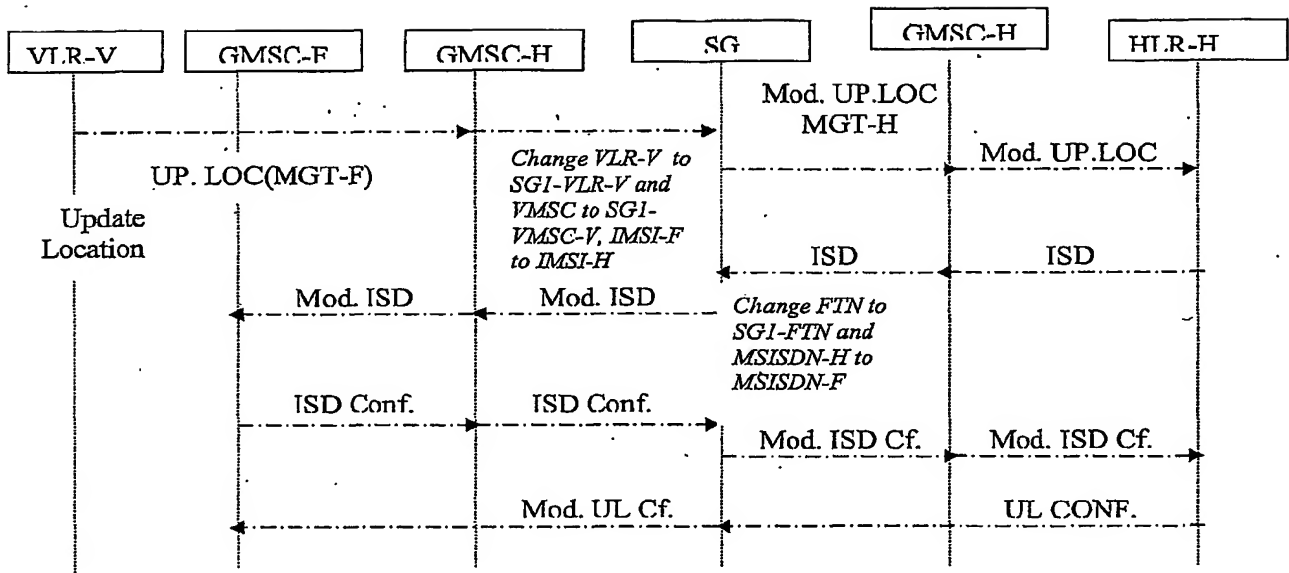 VLR-V
GMSC-F
GMSC-H
SG
GMSC-H
HLR-H
Mod. UP.LOC
MGT-H
UP. LOC(MGT-F)
Change VLR-V to
SG1-VLR-V and
VMSC to SG1-
VMSC-V, IMSI-F
to IMSI-H
Mod. UP.LOC
Update
Location
ISD
ISD
Mod. ISD
Mod. ISD
Change FTN to
SG1-FTN and
MSISDN-H to
MSISDN-F
ISD Conf.
ISD Conf.
Mod. ISD Cf.
Mod. ISD Cf.
Mod. UL Cf.
UL CONF.